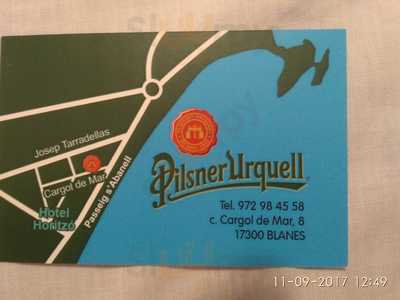 Josep Tarradellas
Cargol de Mar
Passeig s'Abanell
Hotel
Horitzó
Pilsner Urquell
Tel. 972 98 45 58
c. Cargol de Mar, 8
17300 BLANES
11-09-2017 12:49